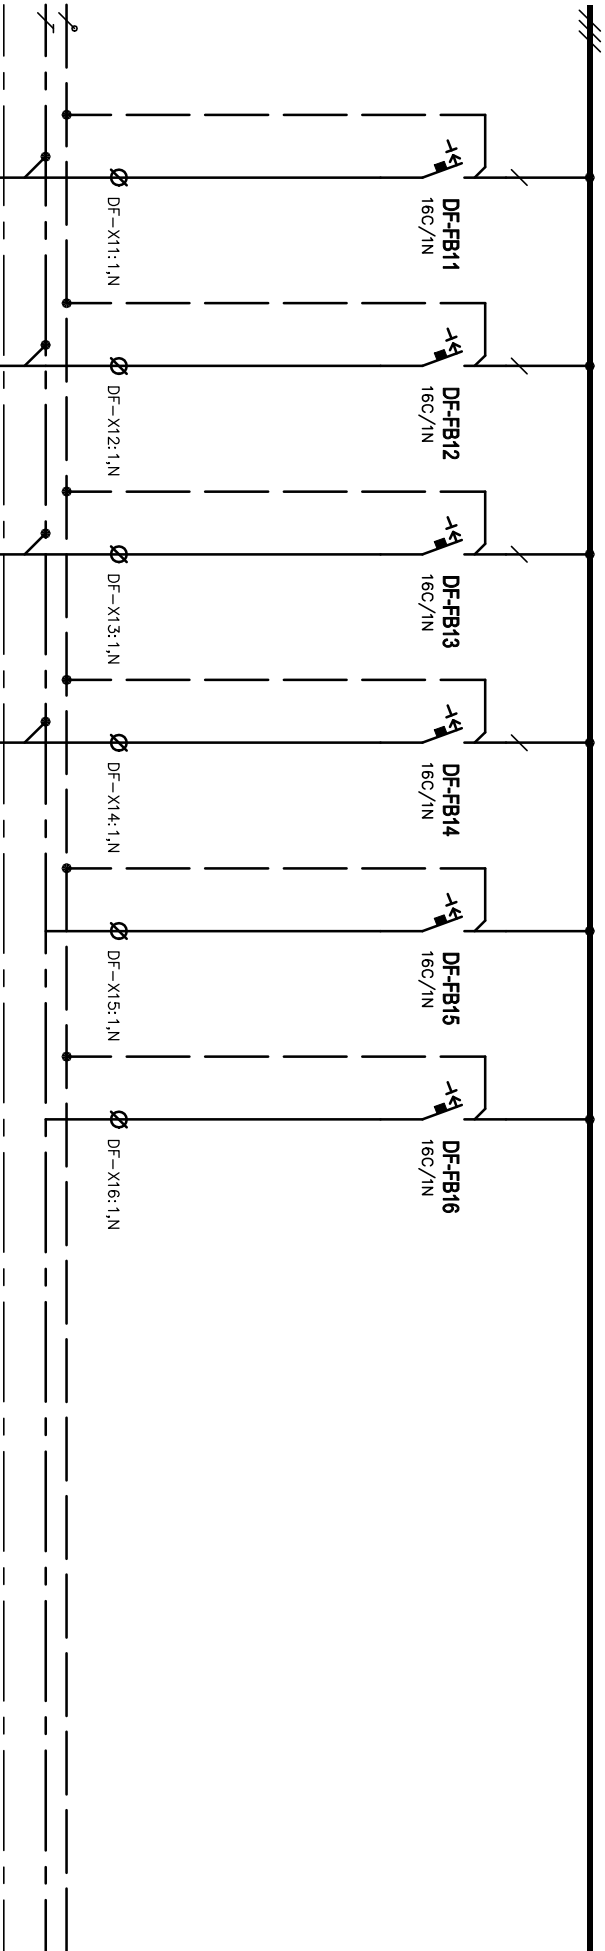 DF-FB11
16C/1N
DF-X11:1,N
DF-FB12
16C/1N
DF-X12:1,N
DF-FB13
16C/1N
DF-X13:1,N
DF-FB14
16C/1N
DF-X14:1,N
DF-FB15
16C/1N
DF-X15:1,N
DF-FB16
16C/1N
DF-X16:1,N